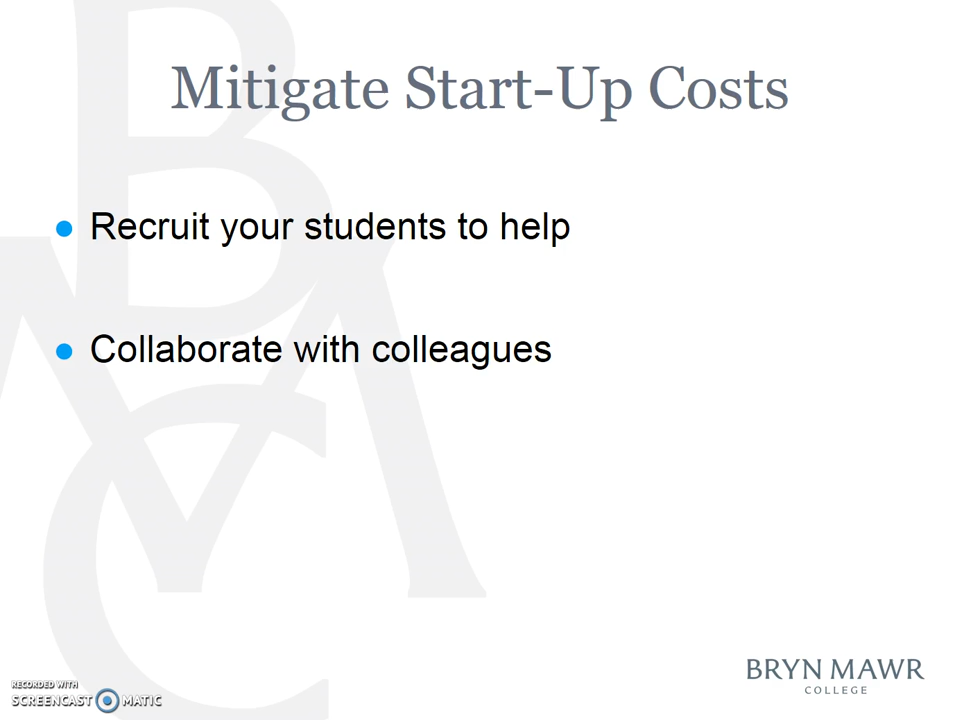 Mitigate Start-Up Costs
● Recruit your students to help
● Collaborate with colleagues
BRYN MAWR
COLLEGE
RECORDED WITH
SCREENCAST MATIC